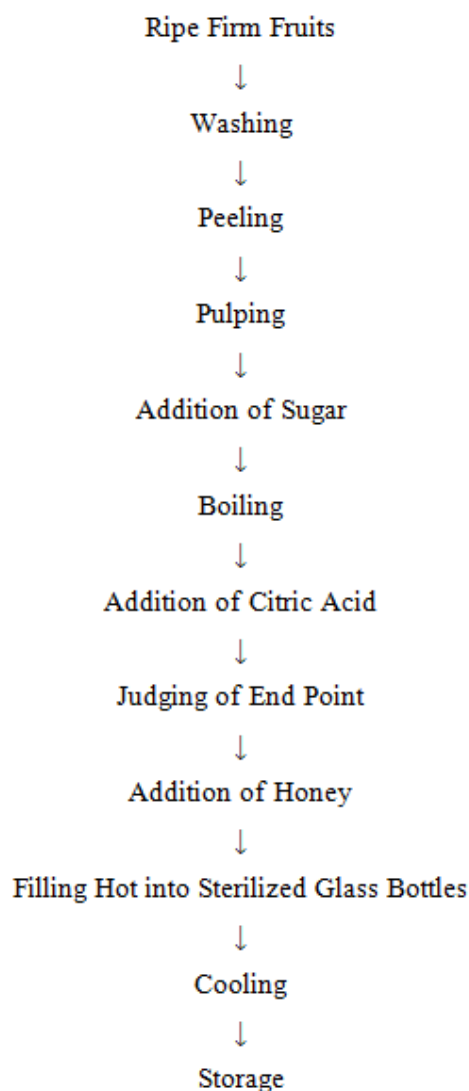 Ripe Firm Fruits
↓
Washing
↓
Peeling
↓
Pulping
↓
Addition of Sugar
↓
Boiling
↓
Addition of Citric Acid
↓
Judging of End Point
↓
Addition of Honey
↓
Filling Hot into Sterilized Glass Bottles
↓
Cooling
↓
Storage